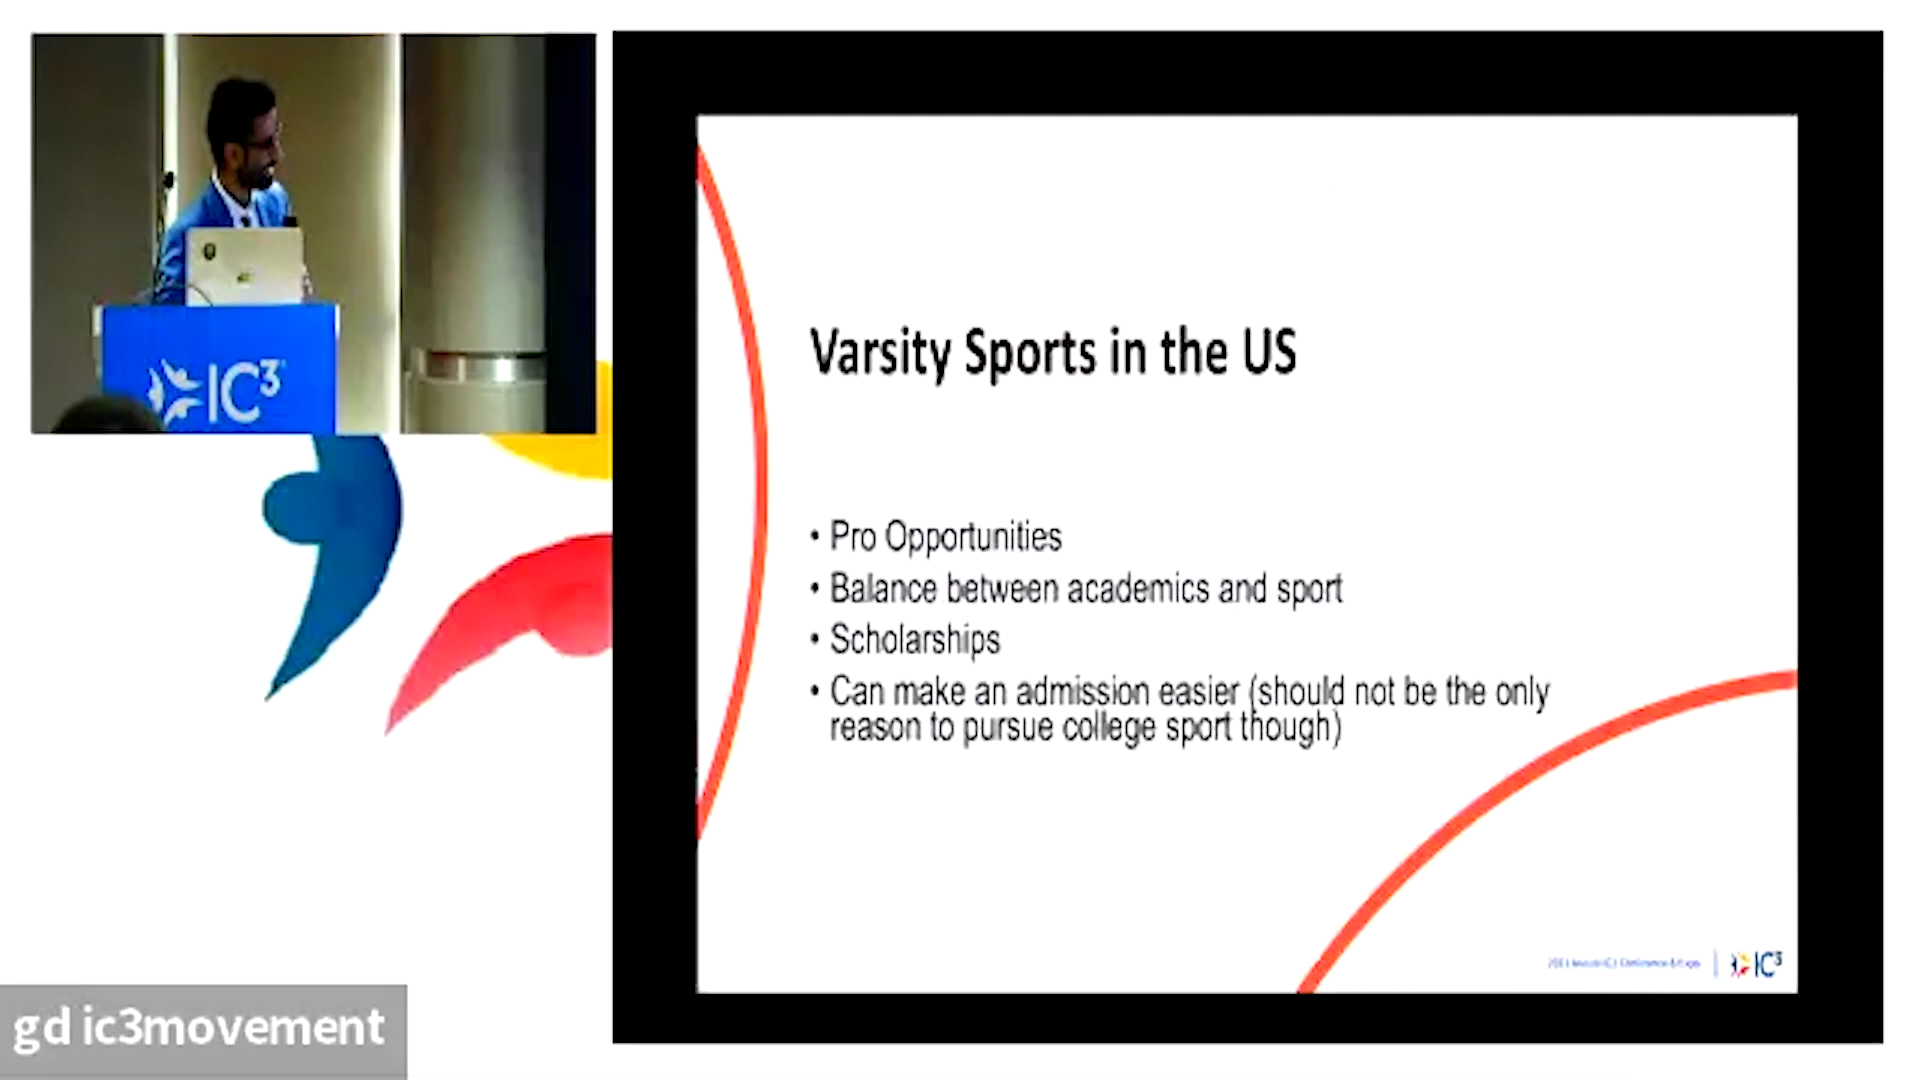 IC³
Varsity Sports in the US
• Pro Opportunities
• Balance between academics and sport
• Scholarships
• Can make an admission easier (should not be the only
reason to pursue college sport though)
IC³
gd ic3movement